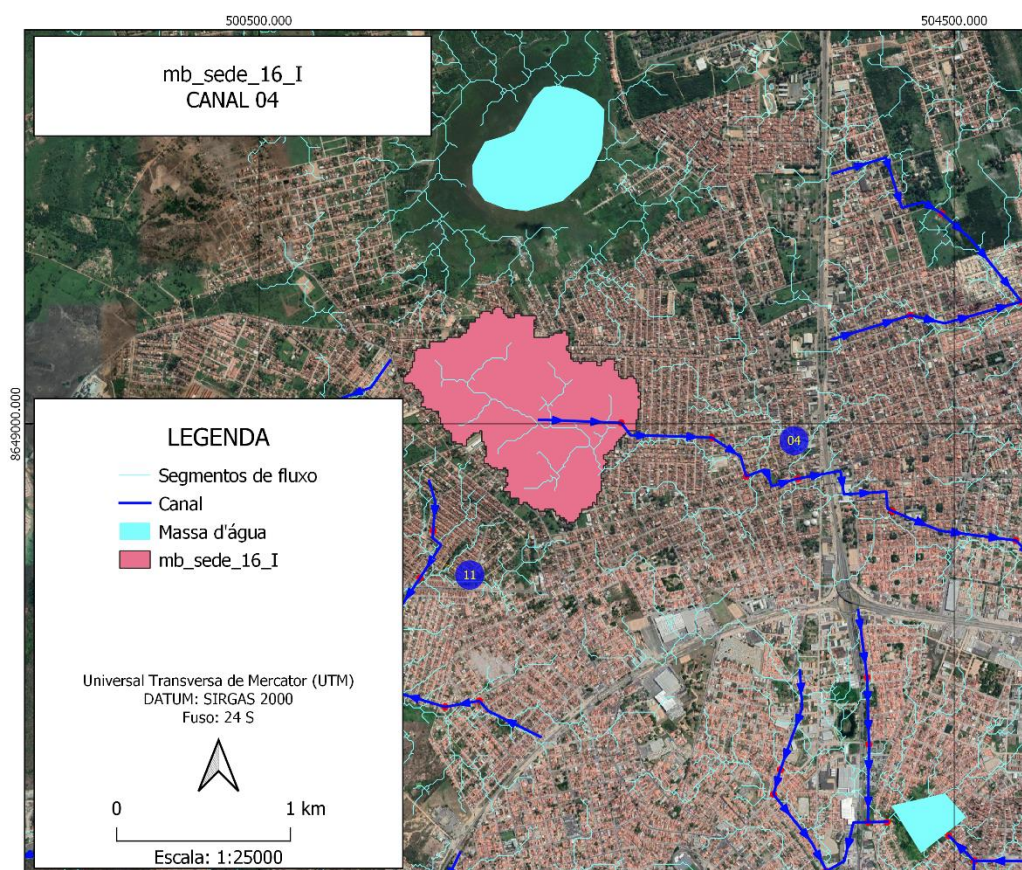 500500.000
504500.000
mb_sede_16_I
CANAL 04
8649000.000
04
11
LEGENDA
Segmentos de fluxo
Canal
Massa d'água
mb_sede_16_I
Universal Transversa de Mercator (UTM)
DATUM: SIRGAS 2000
Fuso: 24 S
0 1 km
Escala: 1:25000